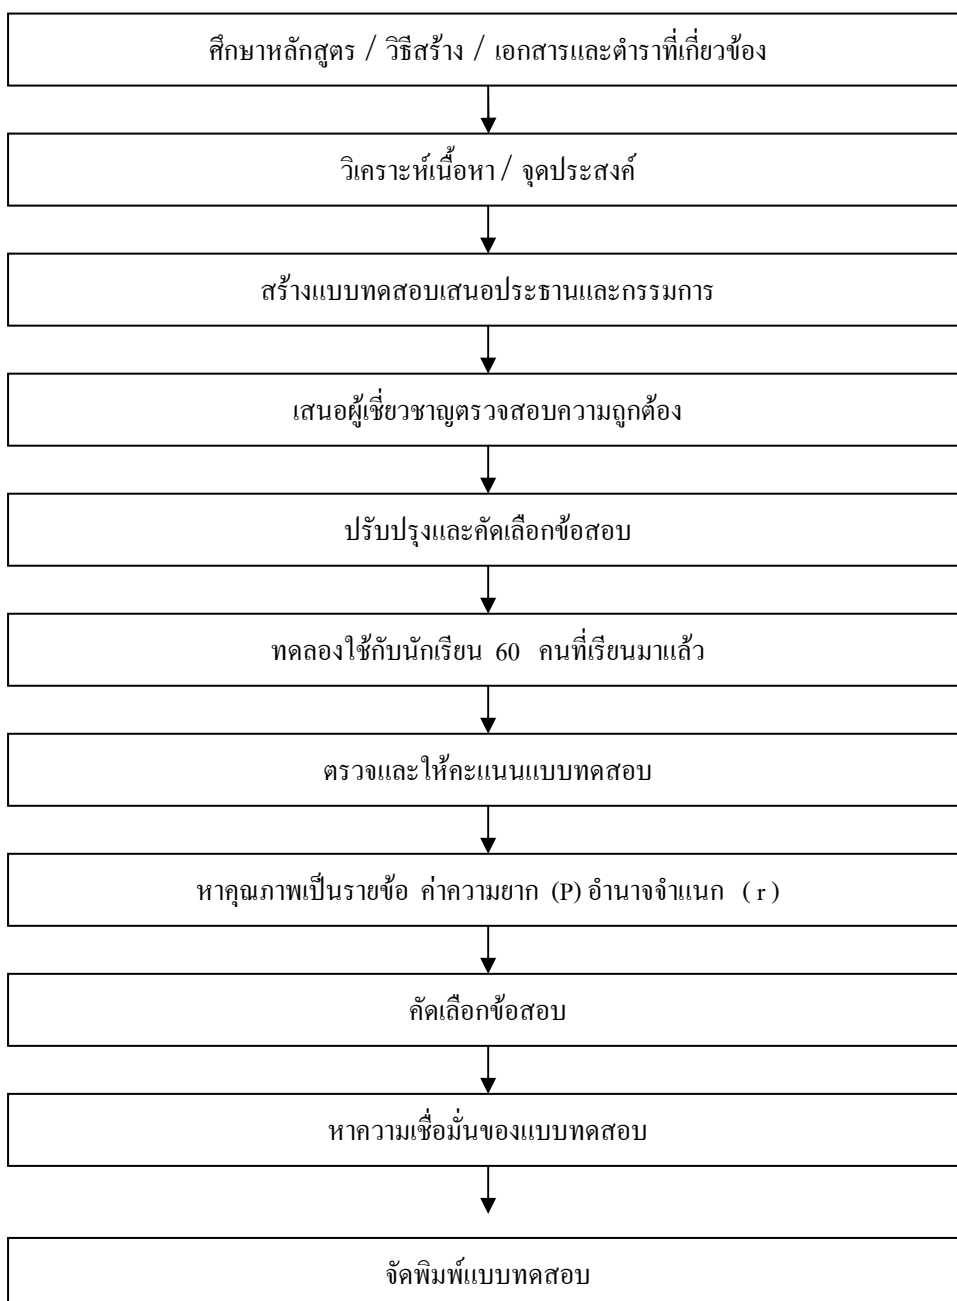 ศึกษาหลักสูตร / วิธีสร้าง / เอกสารและตำราที่เกี่ยวข้อง
วิเคราะห์เนื้อหา / จุดประสงค์
สร้างแบบทดสอบเสนอประธานและกรรมการ
เสนอผู้เชี่ยวชาญตรวจสอบความถูกต้อง
ปรับปรุงและคัดเลือกข้อสอบ
ทดลองใช้กับนักเรียน 60 คนที่เรียนมาแล้ว
ตรวจและให้คะแนนแบบทดสอบ
หาคุณภาพเป็นรายข้อ ค่าความยาก (P) อำนาจจำแนก ( r )
คัดเลือกข้อสอบ
หาความเชื่อมั่นของแบบทดสอบ
จัดพิมพ์แบบทดสอบ